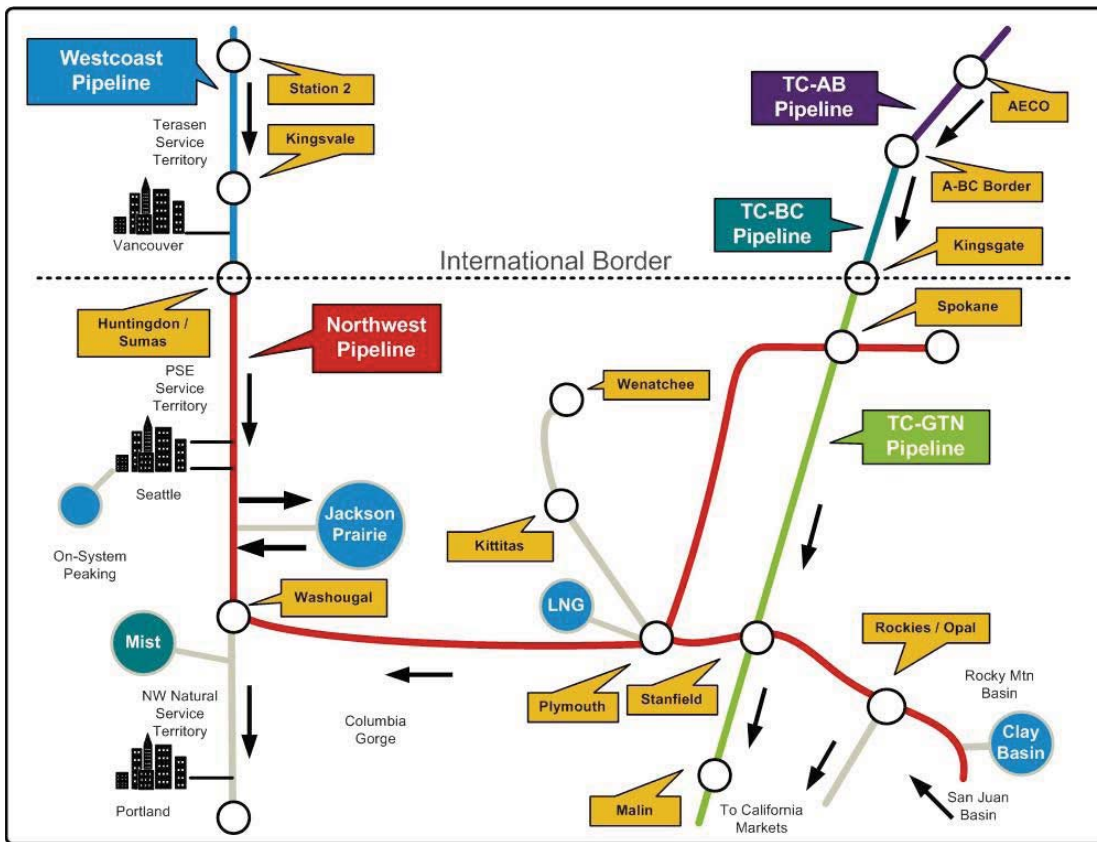 Westcoast
Pipeline
Station 2
Terasen
Service
Territory
Kingsvale
Vancouver
TC-AB
Pipeline
AECO
A-BC Border
TC-BC
Pipeline
Kingsgate
International Border
Huntingdon /
Sumas
Northwest
Pipeline
Spokane
PSE
Service
Territory
Wenatchee
TC-GTN
Pipeline
Seattle
Jackson
Prairie
Kittitas
On-System
Peaking
Washougal
LNG
Mist
Rockies / Opal
NW Natural
Service
Territory
Plymouth
Stanfield
Rocky Mtn
Basin
Columbia
Gorge
Clay
Basin
Portland
Malin
To California
Markets
San Juan
Basin